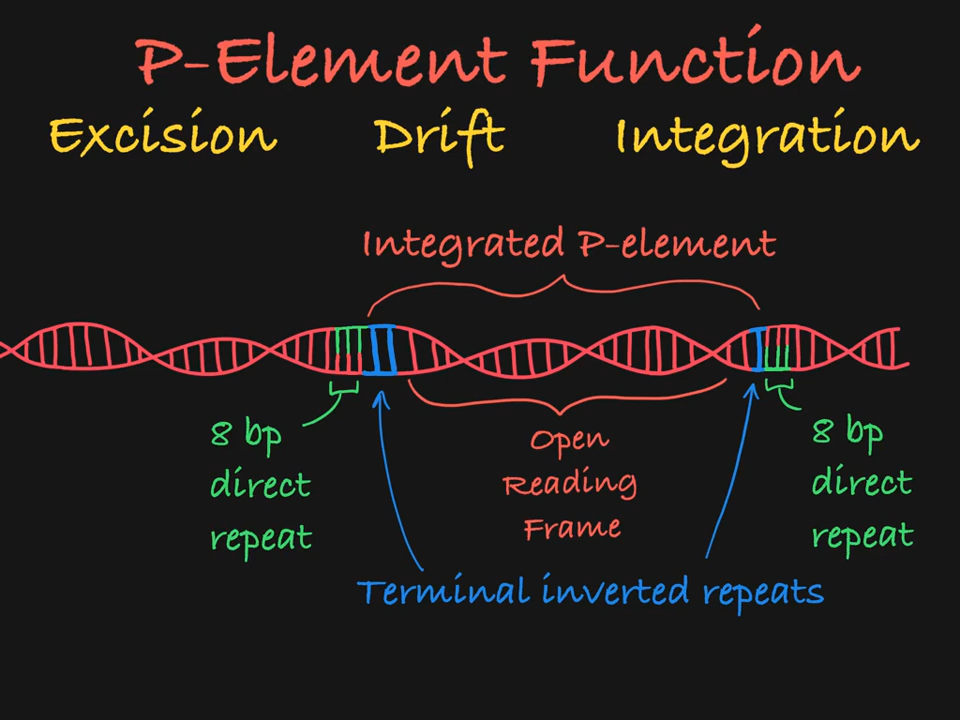 P-Element Function
Excision Drift Integration
Integrated P-element
8 bp
direct
repeat
Open
Reading
Frame
8 bp
direct
repeat
Terminal inverted repeats